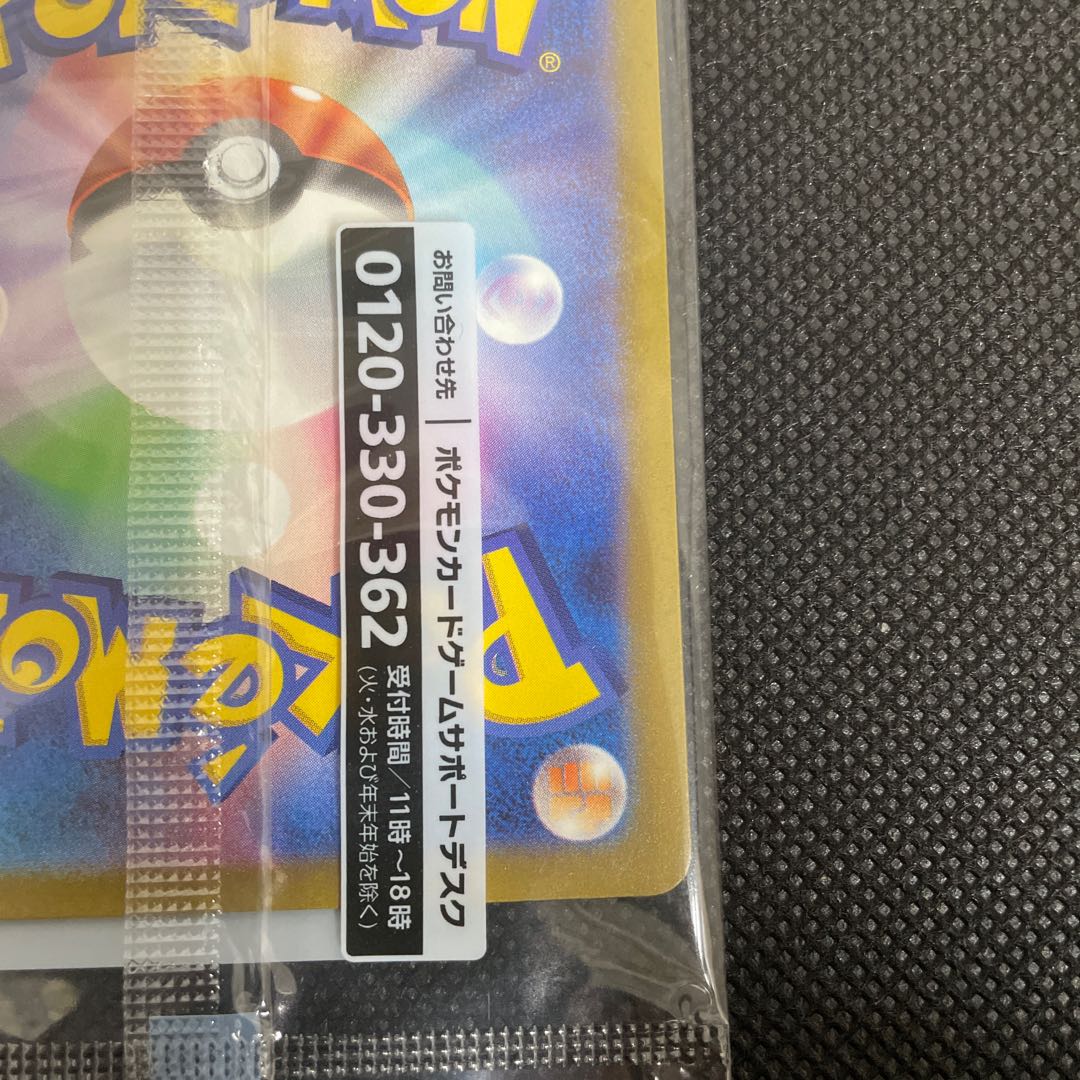 POKÉMON
®
お問い合わせ先｜ポケモンカードゲームサポートデスク
0120-330-362 受付時間/11時～18時
(火・水および年末年始を除く)
POKÉMON